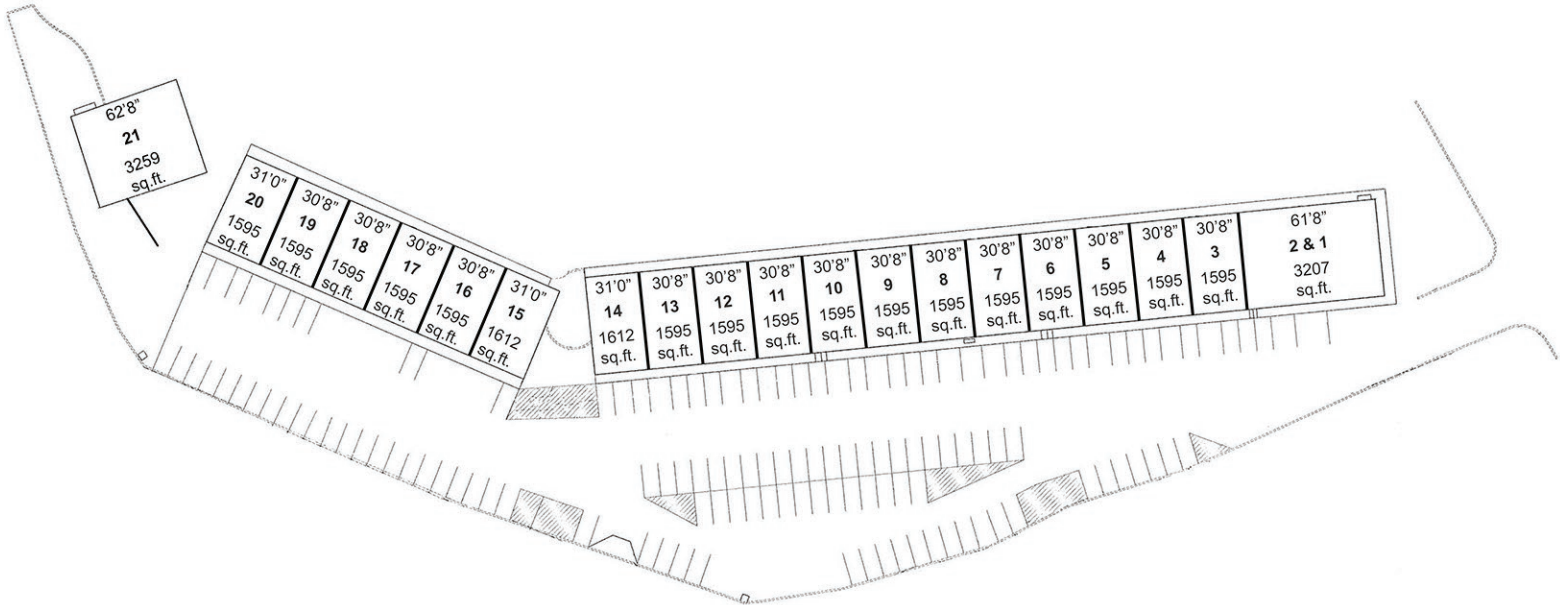 62'8"
21
3259
sq.ft.
31'0"
20
1595
sq.ft.
30'8"
19
1595
sq.ft.
30'8"
18
1595
sq.ft.
30'8"
17
1595
sq.ft.
30'8"
16
1595
sq.ft.
31'0"
15
1612
sq.ft.
31'0"
14
1612
sq.ft.
30'8"
13
1595
sq.ft.
30'8"
12
1595
sq.ft.
30'8"
11
1595
sq.ft.
30'8"
10
1595
sq.ft.
30'8"
9
1595
sq.ft.
30'8"
8
1595
sq.ft.
30'8"
7
1595
sq.ft.
30'8"
6
1595
sq.ft.
30'8"
5
1595
sq.ft.
30'8"
4
1595
sq.ft.
30'8"
3
1595
sq.ft.
61'8"
2 & 1
3207
sq.ft.